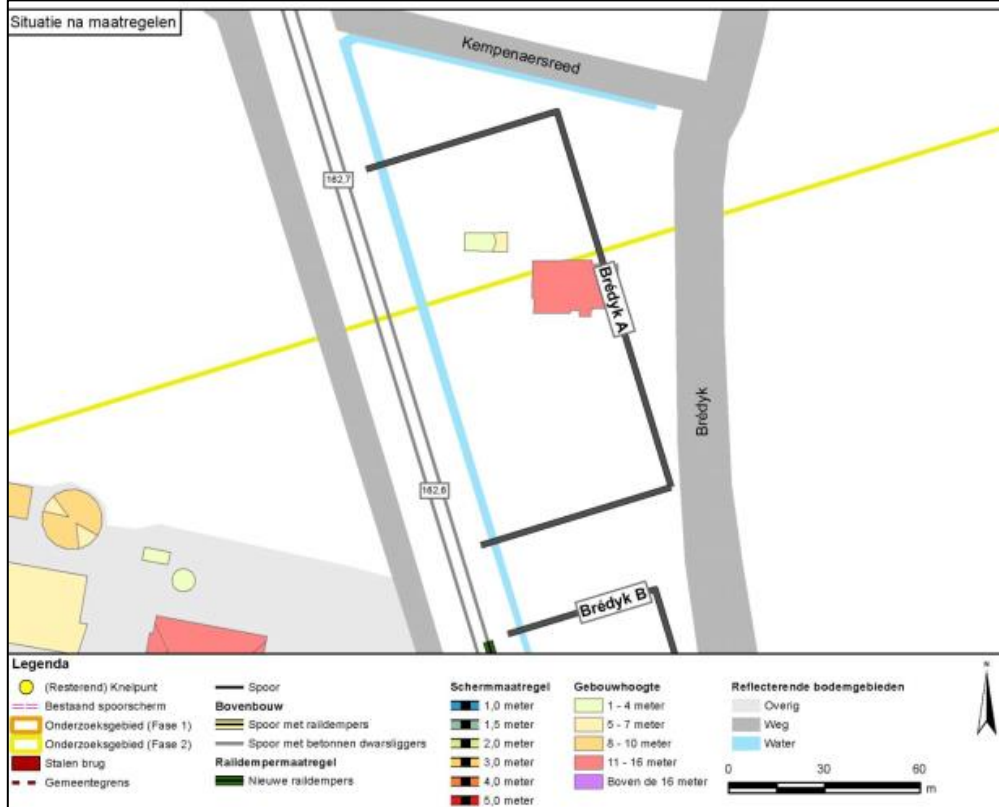 Situatie na maatregelen
Kempenaersreed
162,7
Brédyk A
Brédyk
162,6
Brédyk B
Legenda
(Resterend) Knelpunt
Bestaand spoorscherm
Onderzoeksgebied (Fase 1)
Onderzoeksgebied (Fase 2)
Stalen brug
Gemeentegrens
Spoor
Bovenbouw
Spoor met raildempers
Spoor met betonnen dwarsliggers
Raildempermaatregel
Nieuwe raildempers
Schermmaatregel
1,0 meter
1,5 meter
2,0 meter
3,0 meter
4,0 meter
5,0 meter
Gebouwhoogte
1 - 4 meter
5 - 7 meter
8 - 10 meter
11 - 16 meter
Boven de 16 meter
Reflecterende bodemgebieden
Overig
Weg
Water
N
0 30 60
m